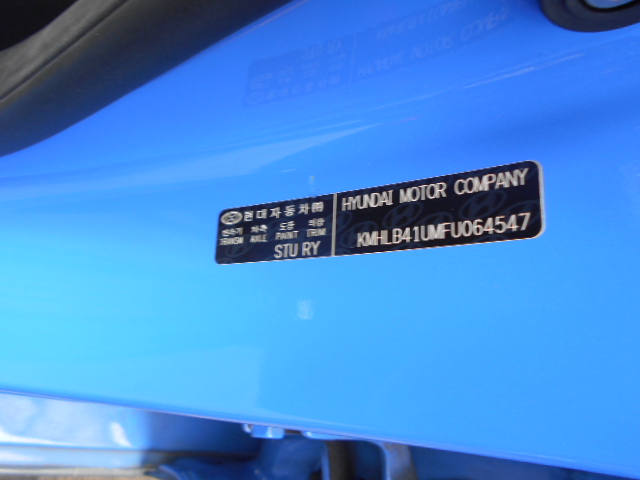 현대자동차㈜
변속기 차축 도장 의장
TRANSM AXLE PAINT TRIM
STU RY
HYUNDAI MOTOR COMPANY
KMHLB41UMFU064547